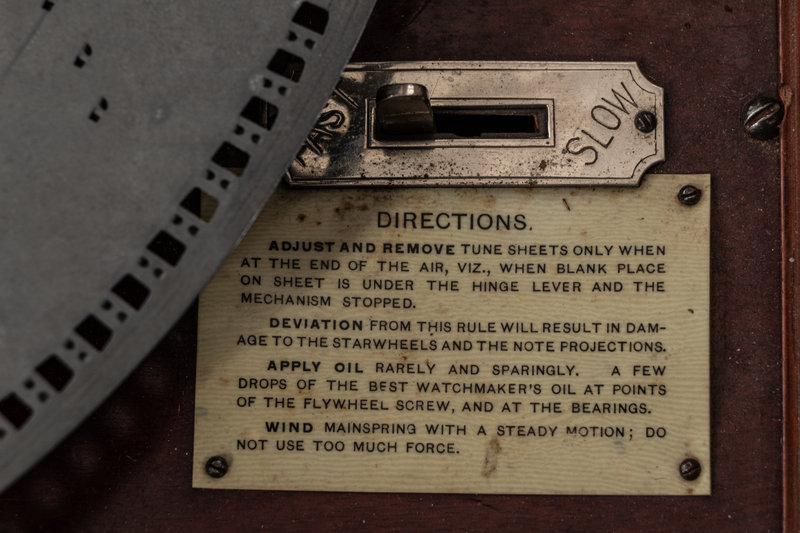 FAST
SLOW
DIRECTIONS.
ADJUST AND REMOVE TUNE SHEETS ONLY WHEN
AT THE END OF THE AIR, VIZ., WHEN BLANK PLACE
ON SHEET IS UNDER THE HINGE LEVER AND THE
MECHANISM STOPPED.
DEVIATION FROM THIS RULE WILL RESULT IN DAM-
AGE TO THE STARWHEELS AND THE NOTE PROJECTIONS.
APPLY OIL RARELY AND SPARINGLY. A FEW
DROPS OF THE BEST WATCHMAKER'S OIL AT POINTS
OF THE FLYWHEEL SCREW, AND AT THE BEARINGS.
WIND MAINSPRING WITH A STEADY MOTION; DO
NOT USE TOO MUCH FORCE.